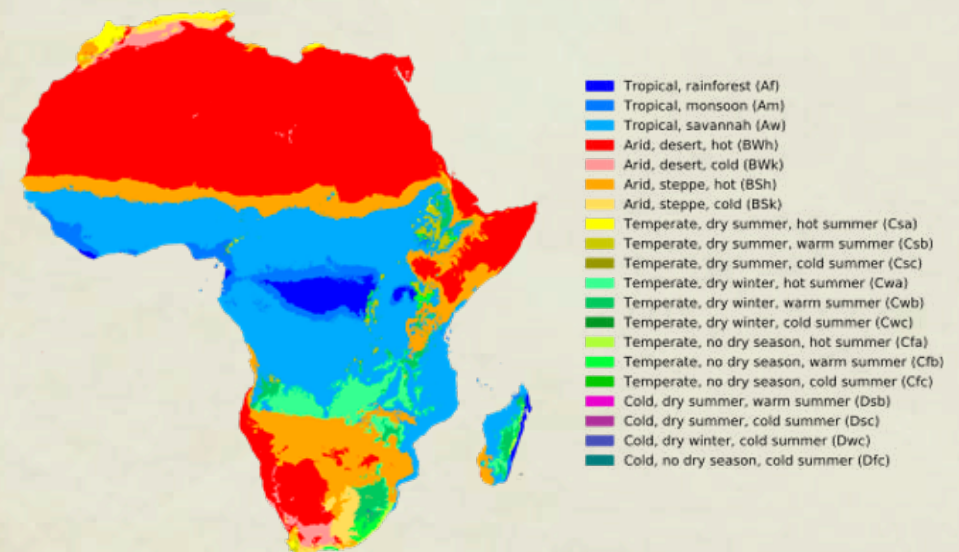 Tropical, rainforest (Af)
Tropical, monsoon (Am)
Tropical, savannah (Aw)
Arid, desert, hot (BWh)
Arid, desert, cold (BWk)
Arid, steppe, hot (BSh)
Arid, steppe, cold (BSk)
Temperate, dry summer, hot summer (Csa)
Temperate, dry summer, warm summer (Csb)
Temperate, dry summer, cold summer (Csc)
Temperate, dry winter, hot summer (Cwa)
Temperate, dry winter, warm summer (Cwb)
Temperate, dry winter, cold summer (Cwc)
Temperate, no dry season, hot summer (Cfa)
Temperate, no dry season, warm summer (Cfb)
Temperate, no dry season, cold summer (Cfc)
Cold, dry summer, warm summer (Dsb)
Cold, dry summer, cold summer (Dsc)
Cold, dry winter, cold summer (Dwc)
Cold, no dry season, cold summer (Dfc)